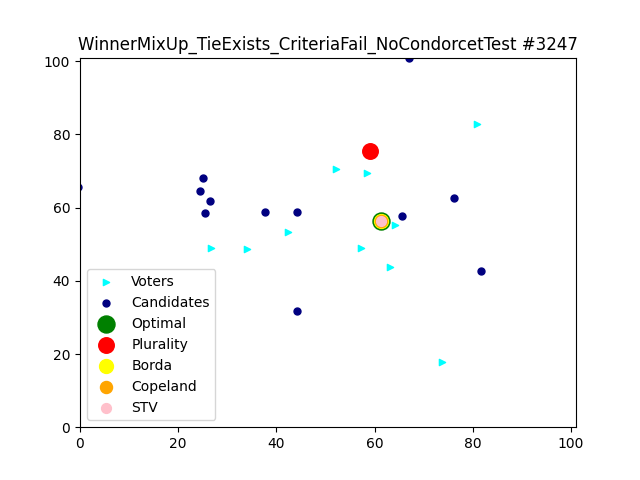 WinnerMixUp_TieExists_CriteriaFail_NoCondorcetTest #3247
100
80
60
40
20
0
0 20 40 60 80 100
Voters
Candidates
Optimal
Plurality
Borda
Copeland
STV